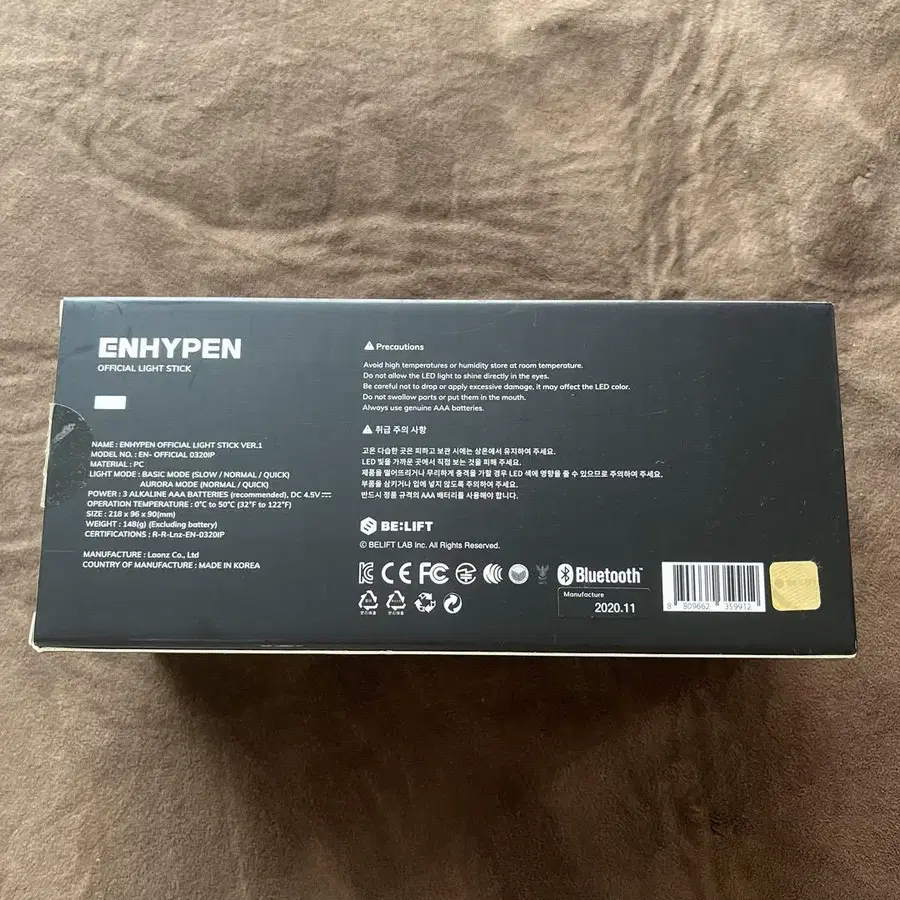 ENHYPEN
OFFICIAL LIGHT STICK
NAME : ENHYPEN OFFICIAL LIGHT STICK VER.1
MODEL NO. : EN- OFFICIAL 0320IP
MATERIAL : PC
LIGHT MODE : BASIC MODE (SLOW / NORMAL / QUICK)
AURORA MODE (NORMAL / QUICK)
POWER : 3 ALKALINE AAA BATTERIES (recommended), DC 4.5V⎓
OPERATION TEMPERATURE : 0℃ to 50℃ (32℉ to 122℉)
SIZE : 218 x 96 x 90(mm)
WEIGHT : 148(g) (Excluding battery)
CERTIFICATIONS : R-R-Lnz-EN-0320IP
MANUFACTURE : Laonz Co., Ltd
COUNTRY OF MANUFACTURE : MADE IN KOREA
Precautions
Avoid high temperatures or humidity store at room temperature.
Do not allow the LED light to shine directly in the eyes.
Be careful not to drop or apply excessive damage, it may affect the LED color.
Do not swallow parts or put them in the mouth.
Always use genuine AAA batteries.
취급 주의 사항
고온 다습한 곳은 피하고 보관 시에는 상온에서 유지하여 주세요.
LED 빛을 가까운 곳에서 직접 보는 것을 피해 주세요.
제품을 떨어뜨리거나 무리하게 충격을 가할 경우 LED 색에 영향을 줄 수 있으므로 주의하여 주세요.
부품을 삼키거나 입에 넣지 않도록 주의하여 주세요.
반드시 정품 규격의 AAA 배터리를 사용해야 합니다.
BE:LIFT
© BELIFT LAB Inc. All Rights Reserved.
CE FC Bluetooth™
Manufacture
2020.11
8 809662 359912